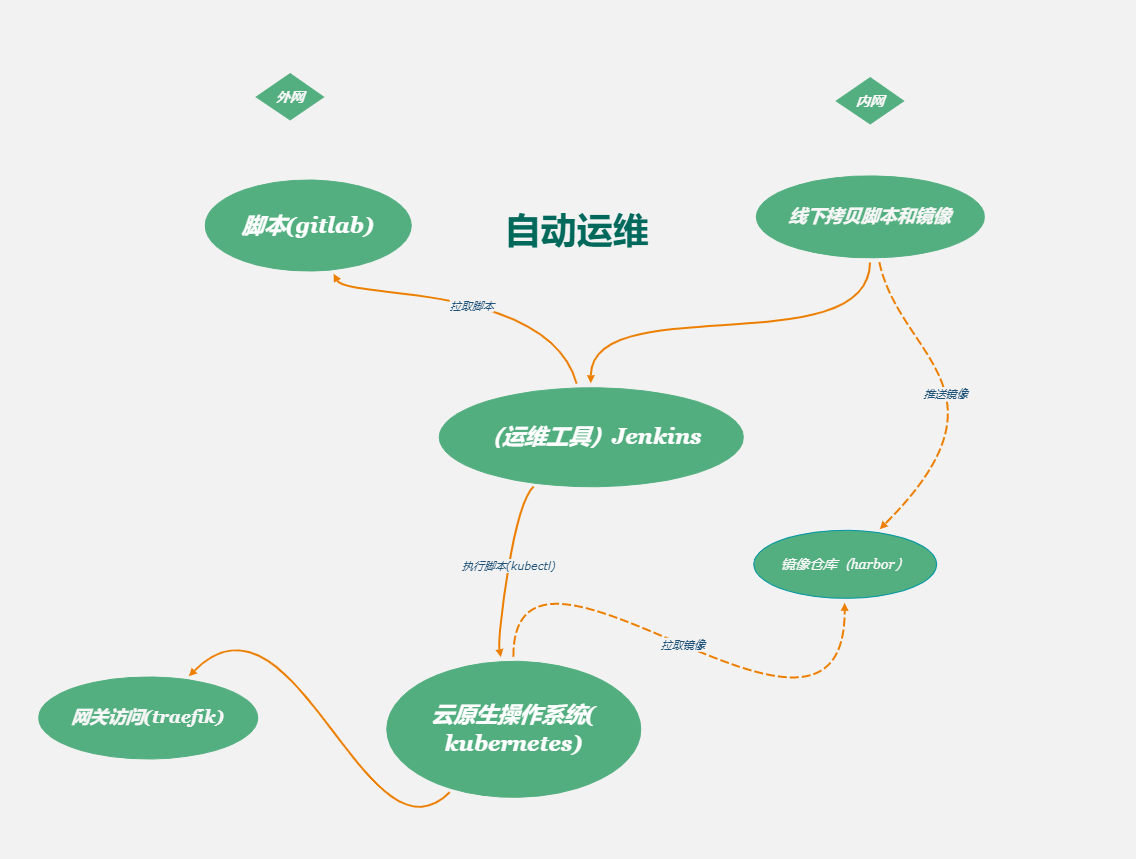 外网
内网
脚本(gitlab)
自动运维
线下拷贝脚本和镜像
拉取脚本
推送镜像
（运维工具）Jenkins
执行脚本(kubectl)
镜像仓库（harbor）
拉取镜像
网关访问(traefik)
云原生操作系统(
kubernetes)